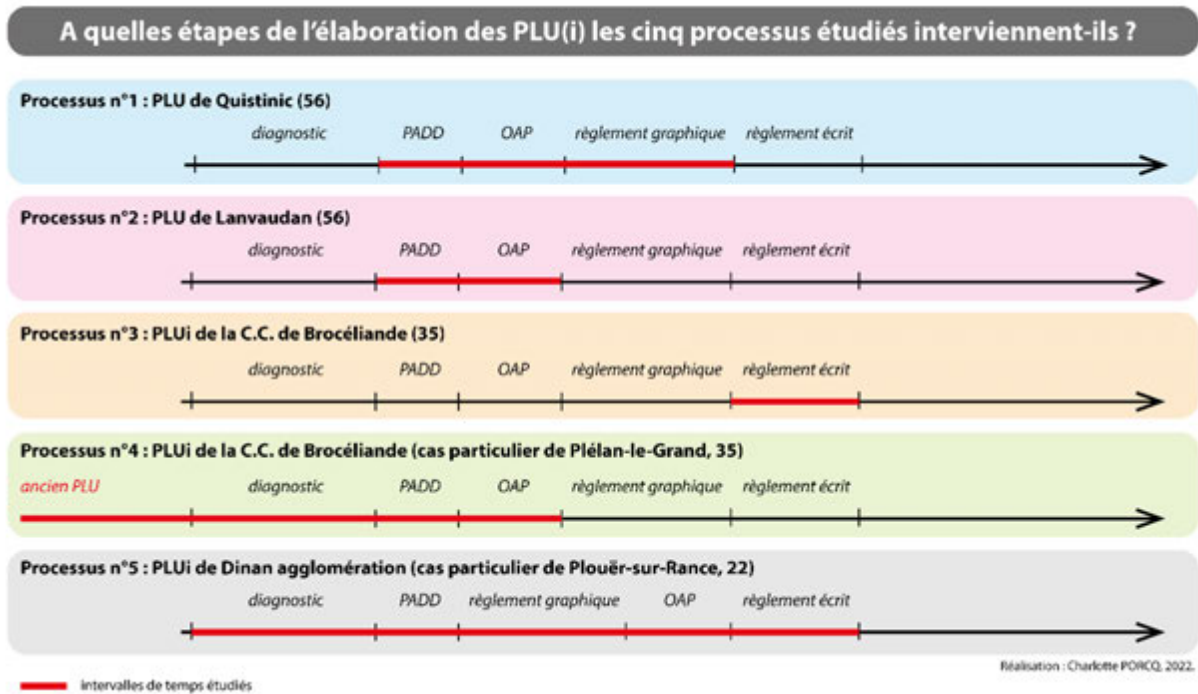 A quelles étapes de l'élaboration des PLU(i) les cinq processus étudiés interviennent-ils ?
Processus n°1 : PLU de Quistinic (56)
diagnostic PADD OAP règlement graphique règlement écrit
Processus n°2 : PLU de Lanvaudan (56)
diagnostic PADD OAP règlement graphique règlement écrit
Processus n°3 : PLUi de la C.C. de Brocéliande (35)
diagnostic PADD OAP règlement graphique règlement écrit
Processus n°4 : PLUi de la C.C. de Brocéliande (cas particulier de Plélan-le-Grand, 35)
ancien PLU diagnostic PADD OAP règlement graphique règlement écrit
Processus n°5 : PLUi de Dinan agglomération (cas particulier de Plouër-sur-Rance, 22)
diagnostic PADD règlement graphique OAP règlement écrit
Réalisation : Charlotte PORCQ, 2022.
intervalles de temps étudiés